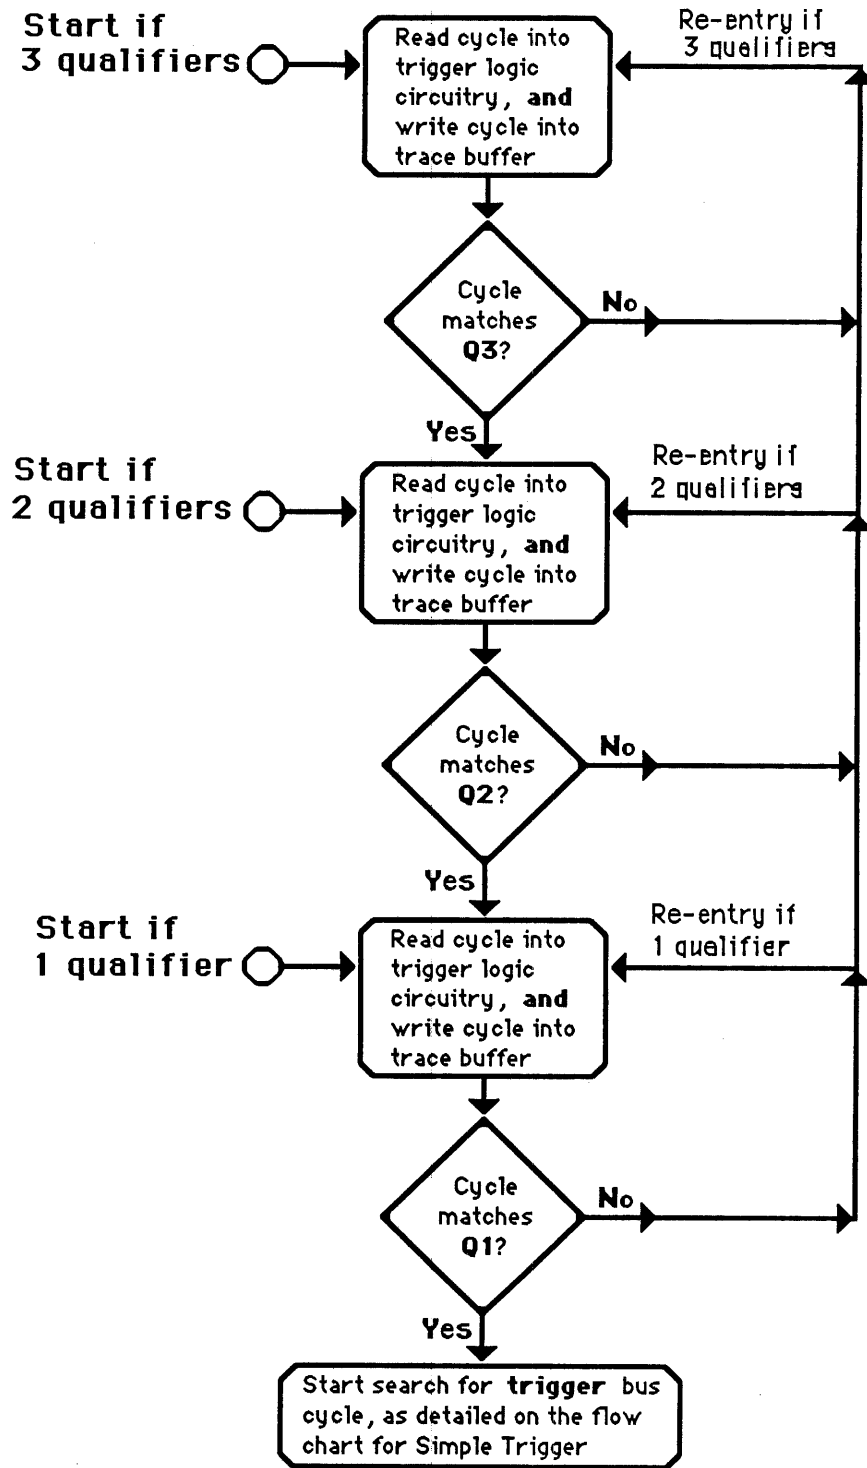 Start if
3 qualifiers
Read cycle into
trigger logic
circuitry, and
write cycle into
trace buffer
Re-entry if
3 qualifiers
Cycle
matches
Q3?
No
Yes
Start if
2 qualifiers
Read cycle into
trigger logic
circuitry, and
write cycle into
trace buffer
Re-entry if
2 qualifiers
Cycle
matches
Q2?
No
Yes
Start if
1 qualifier
Read cycle into
trigger logic
circuitry, and
write cycle into
trace buffer
Re-entry if
1 qualifier
Cycle
matches
Q1?
No
Yes
Start search for trigger bus
cycle, as detailed on the flow
chart for Simple Trigger